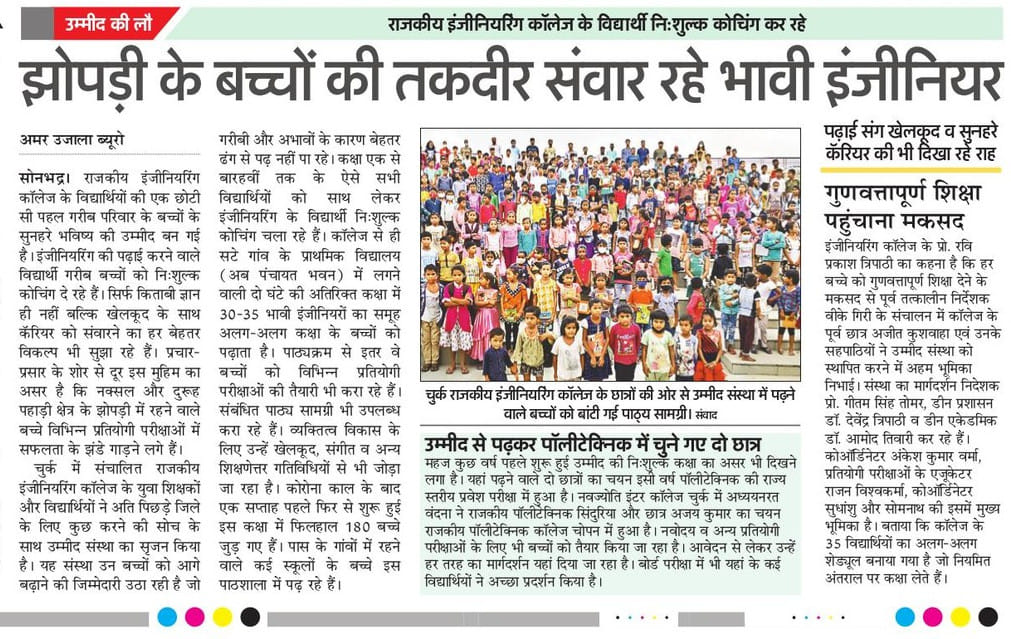 उम्मीद की लौ
राजकीय इंजीनियरिंग कॉलेज के विद्यार्थी नि:शुल्क कोचिंग कर रहे
झोपड़ी के बच्चों की तकदीर संवार रहे भावी इंजीनियर
अमर उजाला ब्यूरो
सोनभद्र। राजकीय इंजीनियरिंग
कॉलेज के विद्यार्थियों की एक छोटी
सी पहल गरीब परिवार के बच्चों के
सुनहरे भविष्य की उम्मीद बन गई
है। इंजीनियरिंग की पढ़ाई करने वाले
विद्यार्थी गरीब बच्चों को नि:शुल्क
कोचिंग दे रहे हैं। सिर्फ किताबी ज्ञान
ही नहीं बल्कि खेलकूद के साथ
कॅरियर को संवारने का हर बेहतर
विकल्प भी सुझा रहे हैं। प्रचार-
प्रसार के शोर से दूर इस मुहिम का
असर है कि नक्सल और दुरूह
पहाड़ी क्षेत्र के झोपड़ी में रहने वाले
बच्चे विभिन्न प्रतियोगी परीक्षाओं में
सफलता के झंडे गाड़ने लगे हैं।
चुर्क में संचालित राजकीय
इंजीनियरिंग कॉलेज के युवा शिक्षकों
और विद्यार्थियों ने अति पिछड़े जिले
के लिए कुछ करने की सोच के
साथ उम्मीद संस्था का सृजन किया
है। यह संस्था उन बच्चों को आगे
बढ़ाने की जिम्मेदारी उठा रही है जो
गरीबी और अभावों के कारण बेहतर
ढंग से पढ़ नहीं पा रहे। कक्षा एक से
बारहवीं तक के ऐसे सभी
विद्यार्थियों को साथ लेकर
इंजीनियरिंग के विद्यार्थी नि:शुल्क
कोचिंग चला रहे हैं। कॉलेज से ही
सटे गांव के प्राथमिक विद्यालय
(अब पंचायत भवन) में लगने
वाली दो घंटे की अतिरिक्त कक्षा में
30-35 भावी इंजीनियरों का समूह
अलग-अलग कक्षा के बच्चों को
पढ़ाता है। पाठ्यक्रम से इतर वे
बच्चों को विभिन्न प्रतियोगी
परीक्षाओं की तैयारी भी करा रहे हैं।
संबंधित पाठ्य सामग्री भी उपलब्ध
करा रहे हैं। व्यक्तित्व विकास के
लिए उन्हें खेलकूद, संगीत व अन्य
शिक्षणेत्तर गतिविधियों से भी जोड़ा
जा रहा है। कोरोना काल के बाद
एक सप्ताह पहले फिर से शुरू हुई
इस कक्षा में फिलहाल 180 बच्चे
जुड़ गए हैं। पास के गांवों में रहने
वाले कई स्कूलों के बच्चे इस
पाठशाला में पढ़ रहे हैं।
चुर्क राजकीय इंजीनियरिंग कॉलेज के छात्रों की ओर से उम्मीद संस्था में पढ़ने
वाले बच्चों को बांटी गई पाठ्य सामग्री। संवाद
उम्मीद से पढ़कर पॉलीटेक्निक में चुने गए दो छात्र
महज कुछ वर्ष पहले शुरू हुई उम्मीद की नि:शुल्क कक्षा का असर भी दिखने
लगा है। यहां पढ़ने वाले दो छात्रों का चयन इसी वर्ष पॉलीटेक्निक की राज्य
स्तरीय प्रवेश परीक्षा में हुआ है। नवज्योति इंटर कॉलेज चुर्क में अध्ययनरत
वंदना ने राजकीय पॉलीटेक्निक सिंदुरिया और छात्र अजय कुमार का चयन
राजकीय पॉलीटेक्निक कॉलेज चोपन में हुआ है। नवोदय व अन्य प्रतियोगी
परीक्षाओं के लिए भी बच्चों को तैयार किया जा रहा है। आवेदन से लेकर उन्हें
हर तरह का मार्गदर्शन यहां दिया जा रहा है। बोर्ड परीक्षा में भी यहां के कई
विद्यार्थियों ने अच्छा प्रदर्शन किया है।
पढ़ाई संग खेलकूद व सुनहरे
कॅरियर की भी दिखा रहे राह
गुणवत्तापूर्ण शिक्षा
पहुंचाना मकसद
इंजीनियरिंग कॉलेज के प्रो. रवि
प्रकाश त्रिपाठी का कहना है कि हर
बच्चे को गुणवत्तापूर्ण शिक्षा देने के
मकसद से पूर्व तत्कालीन निर्देशक
वीके गिरी के संचालन में कॉलेज के
पूर्व छात्र अजीत कुशवाहा एवं उनके
सहपाठियों ने उम्मीद संस्था को
स्थापित करने में अहम भूमिका
निभाई। संस्था का मार्गदर्शन निदेशक
प्रो. गीतम सिंह तोमर, डीन प्रशासन
डॉ. देवेंद्र त्रिपाठी व डीन एकेडमिक
डॉ. आमोद तिवारी कर रहे हैं।
कोऑर्डिनेटर अंकेश कुमार वर्मा,
प्रतियोगी परीक्षाओं के एजूकेटर
राजन विश्वकर्मा, कोऑर्डिनेटर
सुधांशु और सोमनाथ की इसमें मुख्य
भूमिका है। बताया कि कॉलेज के
35 विद्यार्थियों का अलग-अलग
शेड्यूल बनाया गया है जो नियमित
अंतराल पर कक्षा लेते हैं।